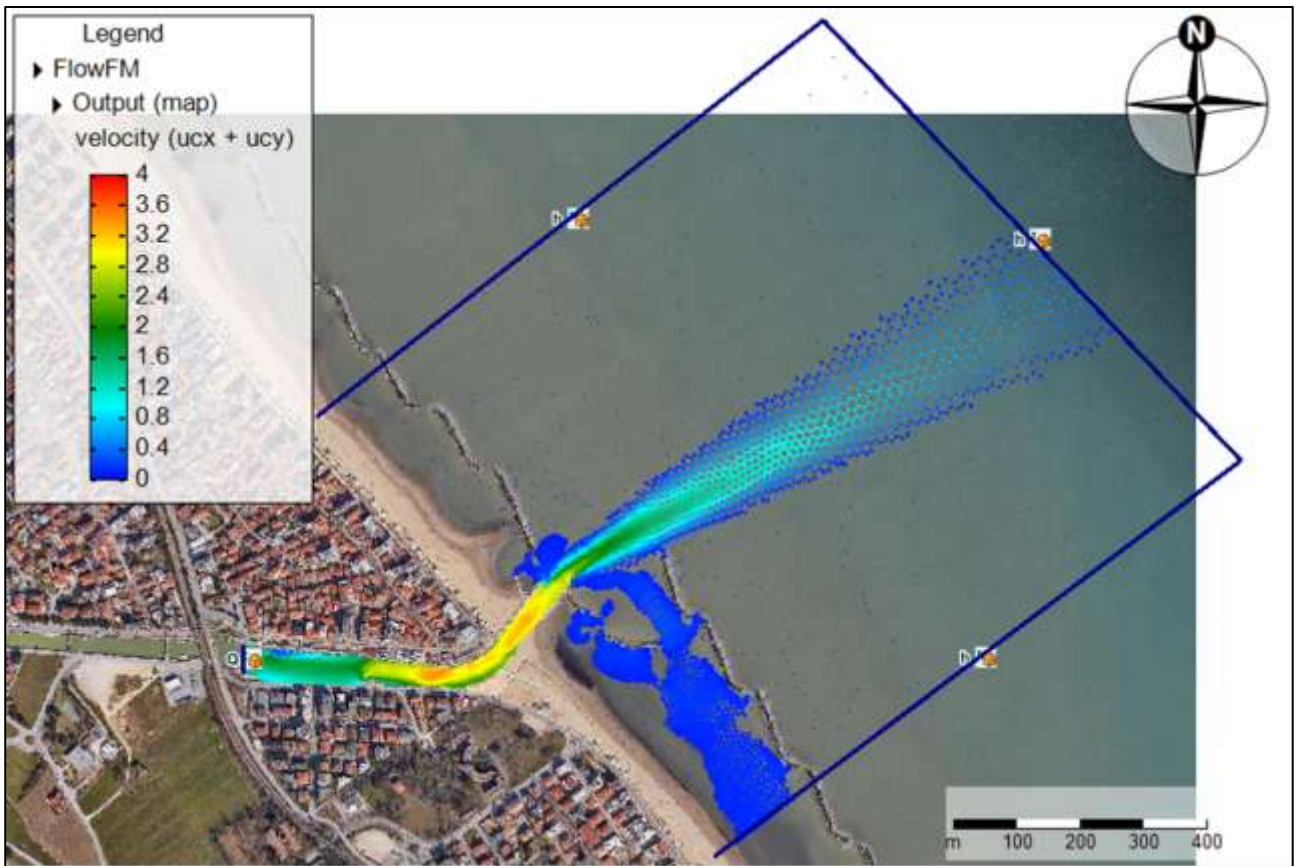 Legend
FlowFM
Output (map)
velocity (ucx + ucy)
4
3.6
3.2
2.8
2.4
2
1.6
1.2
0.8
0.4
0
N
h
h
Q
h
m 100 200 300 400